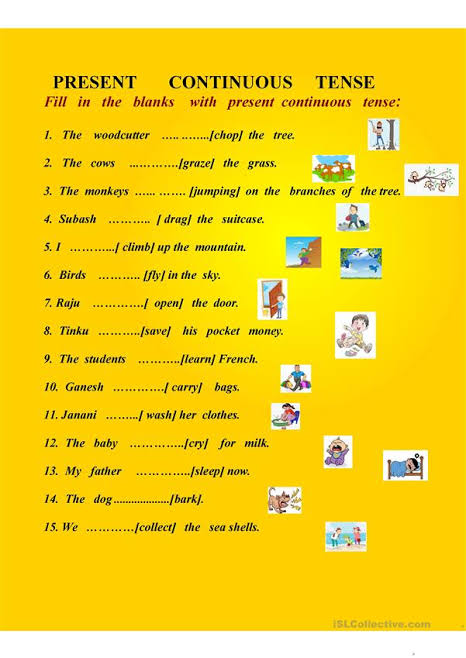 PRESENT CONTINUOUS TENSE
Fill in the blanks with present continuous tense:
1. The woodcutter ….. ……..[chop] the tree.
2. The cows ...……….[graze] the grass.
3. The monkeys …... ……. [jumping] on the branches of the tree.
4. Subash ……….. [ drag] the suitcase.
5. I ………...[ climb] up the mountain.
6. Birds ……….. [fly] in the sky.
7. Raju ………….[ open] the door.
8. Tinku ………..[save] his pocket money.
9. The students ………..[learn] French.
10. Ganesh ………….[ carry] bags.
11. Janani ……..[ wash] her clothes.
12. The baby …………..[cry] for milk.
13. My father …………..[sleep] now.
14. The dog ...................[bark].
15. We …………[collect] the sea shells.
iSLCollective.com